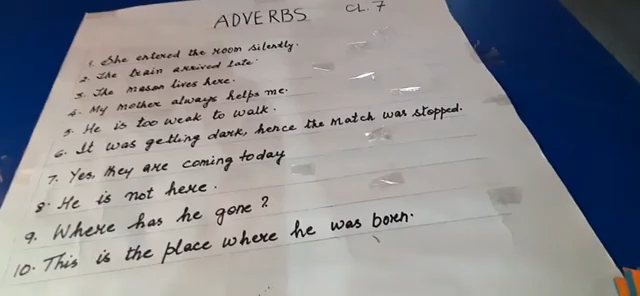 ADVERBS CL. 7
1. She entered the room silently.
2. The train arrived late.
3. The mason lives here.
4. My mother always helps me.
5. He is too weak to walk.
6. It was getting dark, hence the match was stopped.
7. Yes, they are coming today
8. He is not here.
9. Where has he gone?
10. This is the place where he was born.